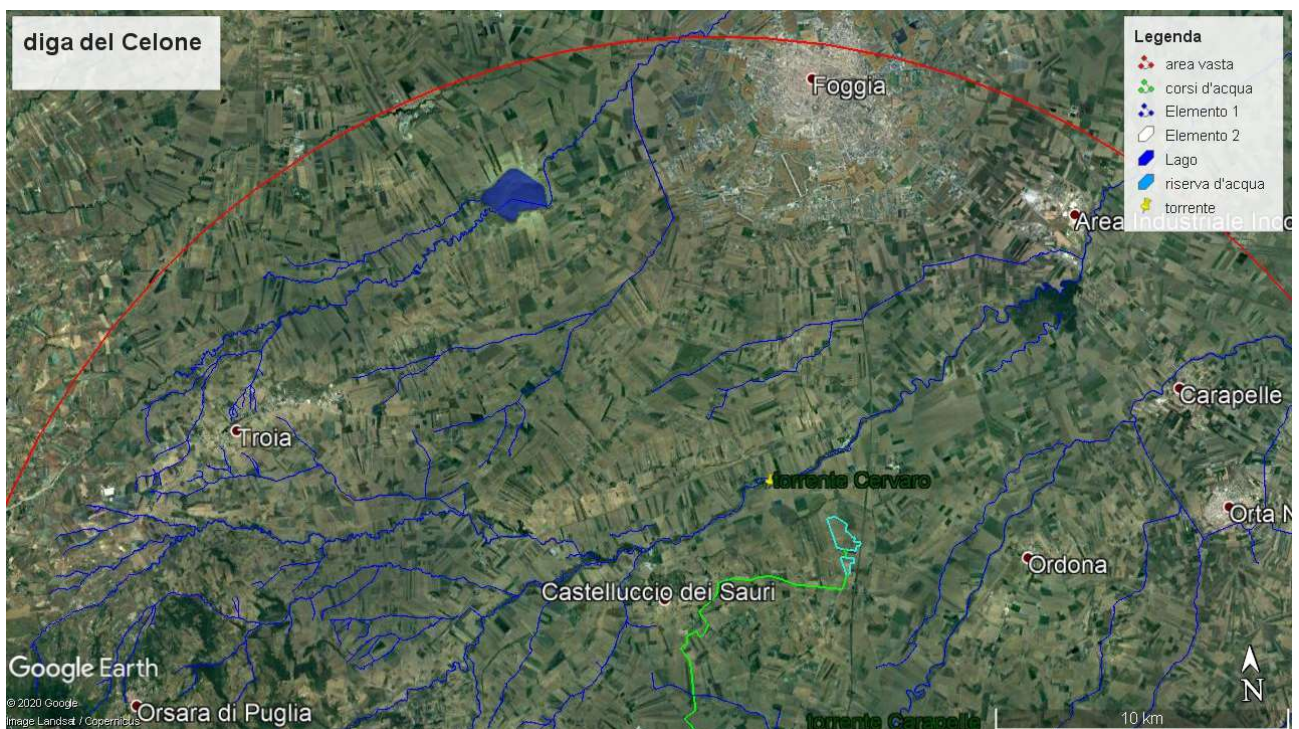 diga del Celone
Legenda
area vasta
corsi d'acqua
Elemento 1
Elemento 2
Lago
riserva d'acqua
torrente
Foggia
Area Industriale Inco
Carapelle
Troia
torrente Cervaro
Orta N
Ordona
Castelluccio dei Sauri
Google Earth
© 2020 Google
Image Landsat / Copernicus
Orsara di Puglia
torrente Carapelle
10 km
N